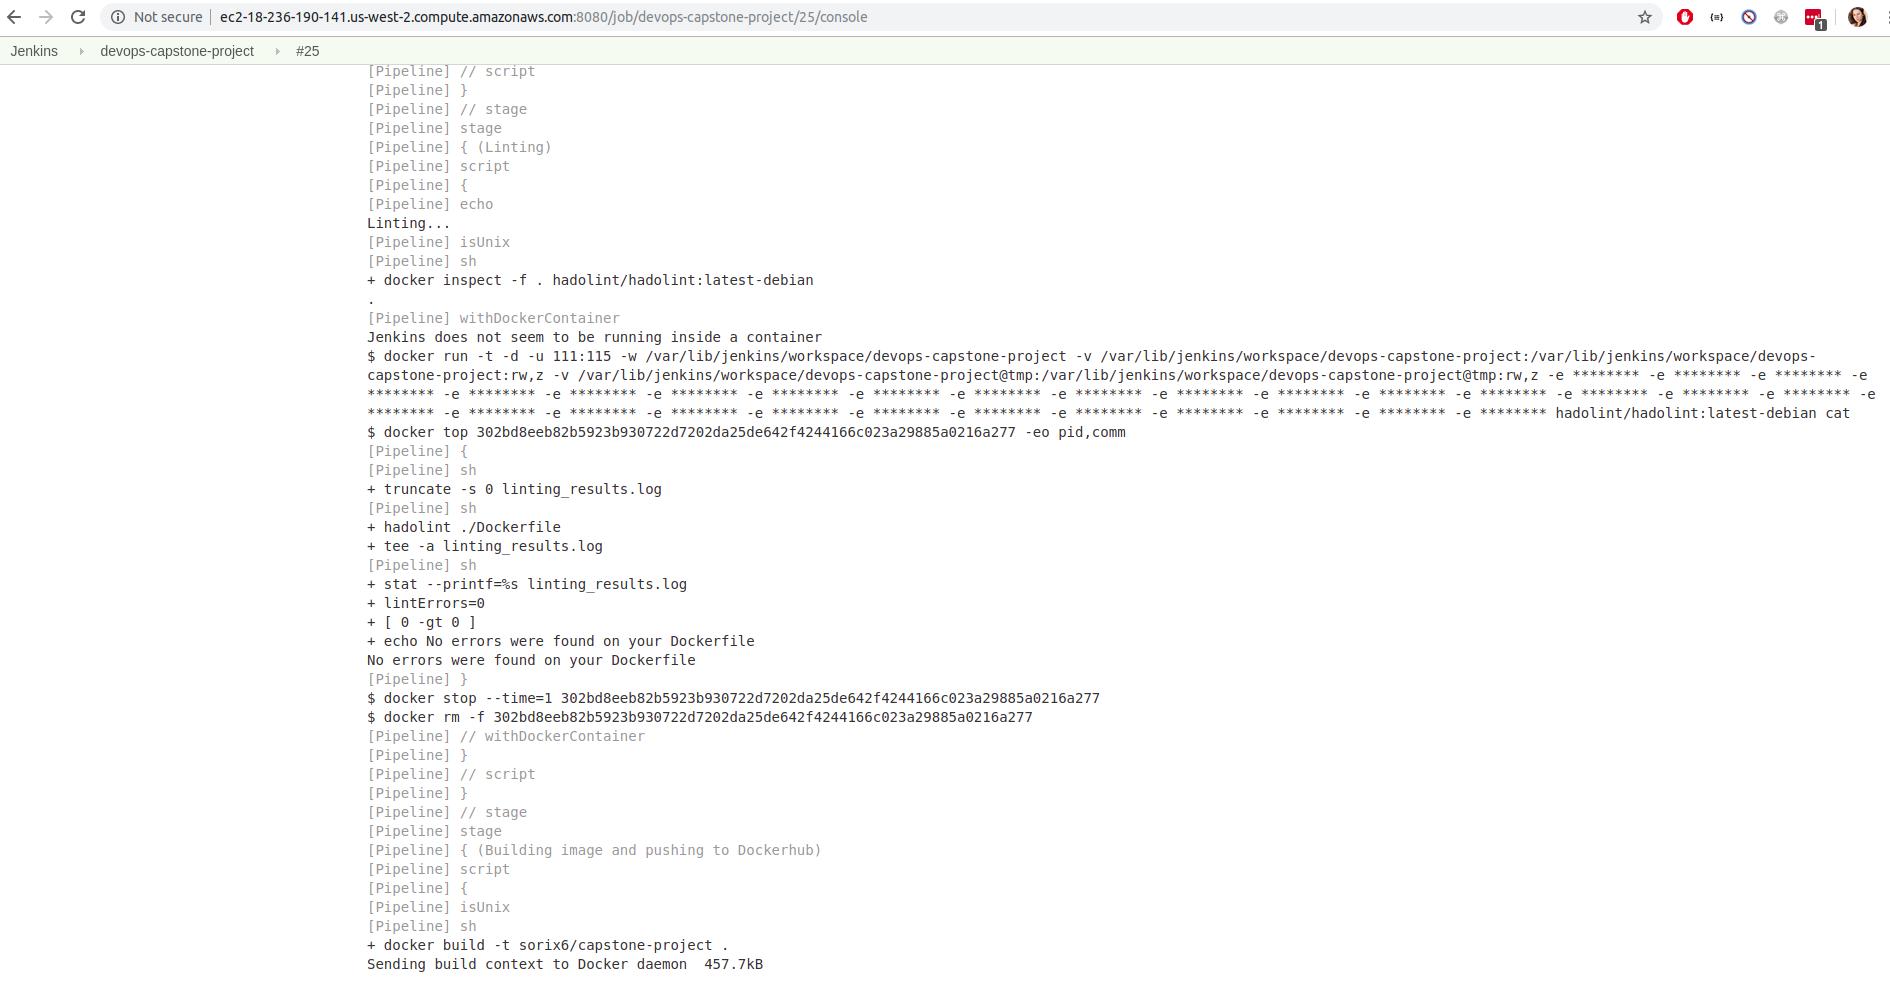 Not secure | ec2-18-236-190-141.us-west-2.compute.amazonaws.com:8080/job/devops-capstone-project/25/console
1
Jenkins devops-capstone-project #25
[Pipeline] // script
[Pipeline] }
[Pipeline] // stage
[Pipeline] stage
[Pipeline] { (Linting)
[Pipeline] script
[Pipeline] {
[Pipeline] echo
Linting...
[Pipeline] isUnix
[Pipeline] sh
+ docker inspect -f . hadolint/hadolint:latest-debian
.
[Pipeline] withDockerContainer
Jenkins does not seem to be running inside a container
$ docker run -t -d -u 111:115 -w /var/lib/jenkins/workspace/devops-capstone-project -v /var/lib/jenkins/workspace/devops-capstone-project:/var/lib/jenkins/workspace/devops-
capstone-project:rw,z -v /var/lib/jenkins/workspace/devops-capstone-project@tmp:/var/lib/jenkins/workspace/devops-capstone-project@tmp:rw,z -e ******** -e ******** -e ******** -e
******** -e ******** -e ******** -e ******** -e ******** -e ******** -e ******** -e ******** -e ******** -e ******** -e ******** -e ******** -e ******** -e ******** -e ******** -e
******** -e ******** -e ******** -e ******** -e ******** -e ******** -e ******** -e ******** -e ******** -e ******** -e ******** -e ******** hadolint/hadolint:latest-debian cat
$ docker top 302bd8eeb82b5923b930722d7202da25de642f4244166c023a29885a0216a277 -eo pid,comm
[Pipeline] {
[Pipeline] sh
+ truncate -s 0 linting_results.log
[Pipeline] sh
+ hadolint ./Dockerfile
+ tee -a linting_results.log
[Pipeline] sh
+ stat --printf=%s linting_results.log
+ lintErrors=0
+ [ 0 -gt 0 ]
+ echo No errors were found on your Dockerfile
No errors were found on your Dockerfile
[Pipeline] }
$ docker stop --time=1 302bd8eeb82b5923b930722d7202da25de642f4244166c023a29885a0216a277
$ docker rm -f 302bd8eeb82b5923b930722d7202da25de642f4244166c023a29885a0216a277
[Pipeline] // withDockerContainer
[Pipeline] }
[Pipeline] // script
[Pipeline] }
[Pipeline] // stage
[Pipeline] stage
[Pipeline] { (Building image and pushing to Dockerhub)
[Pipeline] script
[Pipeline] {
[Pipeline] isUnix
[Pipeline] sh
+ docker build -t sorix6/capstone-project .
Sending build context to Docker daemon  457.7kB